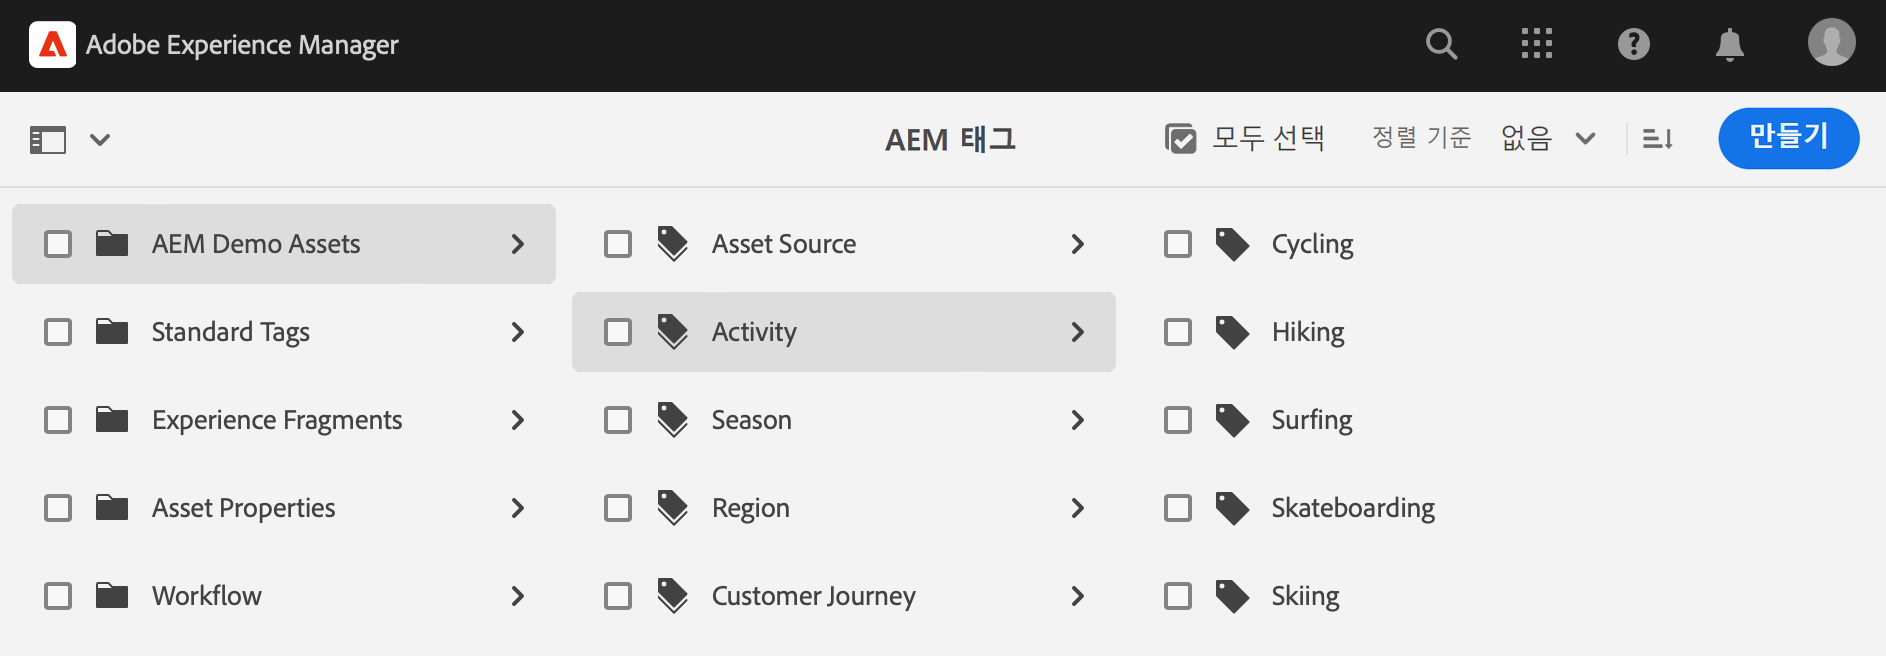 Adobe Experience Manager
AEM 태그
모두 선택
정렬 기준 없음
만들기
AEM Demo Assets
Standard Tags
Experience Fragments
Asset Properties
Workflow
Asset Source
Activity
Season
Region
Customer Journey
Cycling
Hiking
Surfing
Skateboarding
Skiing